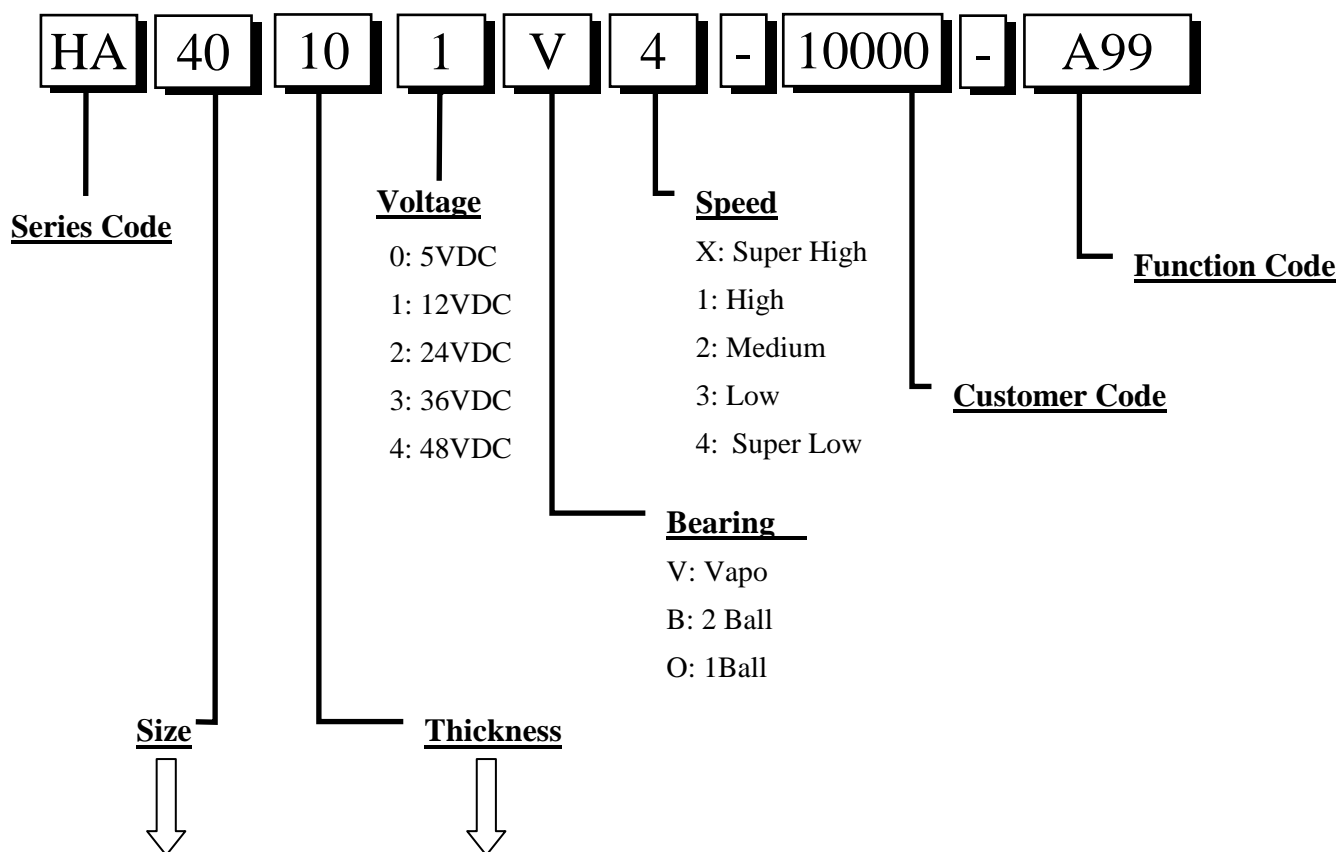 HA 40 10 1 V 4 - 10000 - A99
Series Code
Voltage
0: 5VDC
1: 12VDC
2: 24VDC
3: 36VDC
4: 48VDC
Speed
X: Super High
1: High
2: Medium
3: Low
4: Super Low
Function Code
Customer Code
Bearing
V: Vapo
B: 2 Ball
O: 1Ball
Size
Thickness